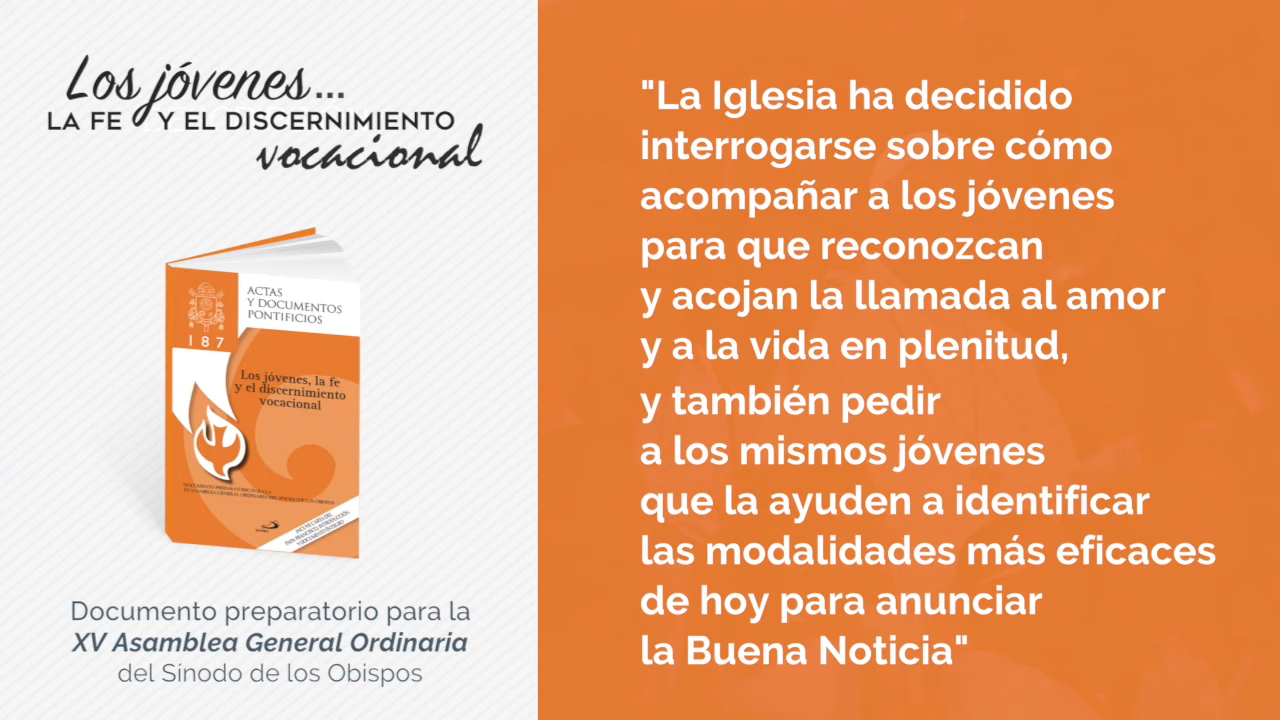 Los jóvenes...
LA FE Y EL DISCERNIMIENTO
vocacional
ACTAS
Y DOCUMENTOS
PONTIFICIOS
187
Los jóvenes, la fe
y el discernimiento
vocacional
Documento preparatorio para la
XV Asamblea General Ordinaria
del Sínodo de los Obispos
"La Iglesia ha decidido
interrogarse sobre cómo
acompañar a los jóvenes
para que reconozcan
y acojan la llamada al amor
y a la vida en plenitud,
y también pedir
a los mismos jóvenes
que la ayuden a identificar
las modalidades más eficaces
de hoy para anunciar
la Buena Noticia"